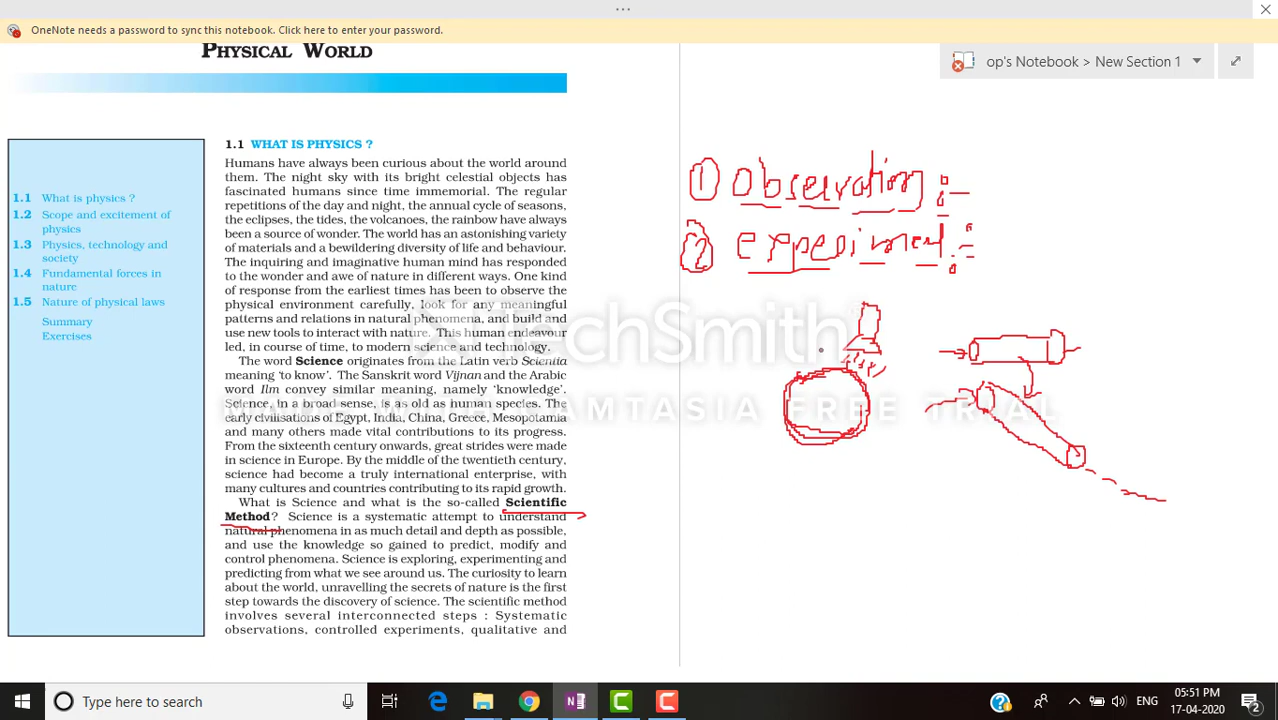 OneNote needs a password to sync this notebook. Click here to enter your password.
PHYSICAL WORLD
op's Notebook > New Section 1
1.1 What is physics ?
1.2 Scope and excitement of
physics
1.3 Physics, technology and
society
1.4 Fundamental forces in
nature
1.5 Nature of physical laws
Summary
Exercises
1.1 WHAT IS PHYSICS ?
Humans have always been curious about the world around
them. The night sky with its bright celestial objects has
fascinated humans since time immemorial. The regular
repetitions of the day and night, the annual cycle of seasons,
the eclipses, the tides, the volcanoes, the rainbow have always
been a source of wonder. The world has an astonishing variety
of materials and a bewildering diversity of life and behaviour.
The inquiring and imaginative human mind has responded
to the wonder and awe of nature in different ways. One kind
of response from the earliest times has been to observe the
physical environment carefully, look for any meaningful
patterns and relations in natural phenomena, and build and
use new tools to interact with nature. This human endeavour
led, in course of time, to modern science and technology.
The word Science originates from the Latin verb Scientia
meaning 'to know'. The Sanskrit word Vijnan and the Arabic
word Ilm convey similar meaning, namely 'knowledge'.
Science, in a broad sense, is as old as human species. The
early civilisations of Egypt, India, China, Greece, Mesopotamia
and many others made vital contributions to its progress.
From the sixteenth century onwards, great strides were made
in science in Europe. By the middle of the twentieth century,
science had become a truly international enterprise, with
many cultures and countries contributing to its rapid growth.
What is Science and what is the so-called Scientific
Method? Science is a systematic attempt to understand
natural phenomena in as much detail and depth as possible,
and use the knowledge so gained to predict, modify and
control phenomena. Science is exploring, experimenting and
predicting from what we see around us. The curiosity to learn
about the world, unravelling the secrets of nature is the first
step towards the discovery of science. The scientific method
involves several interconnected steps : Systematic
observations, controlled experiments, qualitative and
① Observation :-
② experiment :-
TechSmith
MADE WITH CAMTASIA FREE TRIAL
Type here to search
ENG
05:51 PM
17-04-2020
2